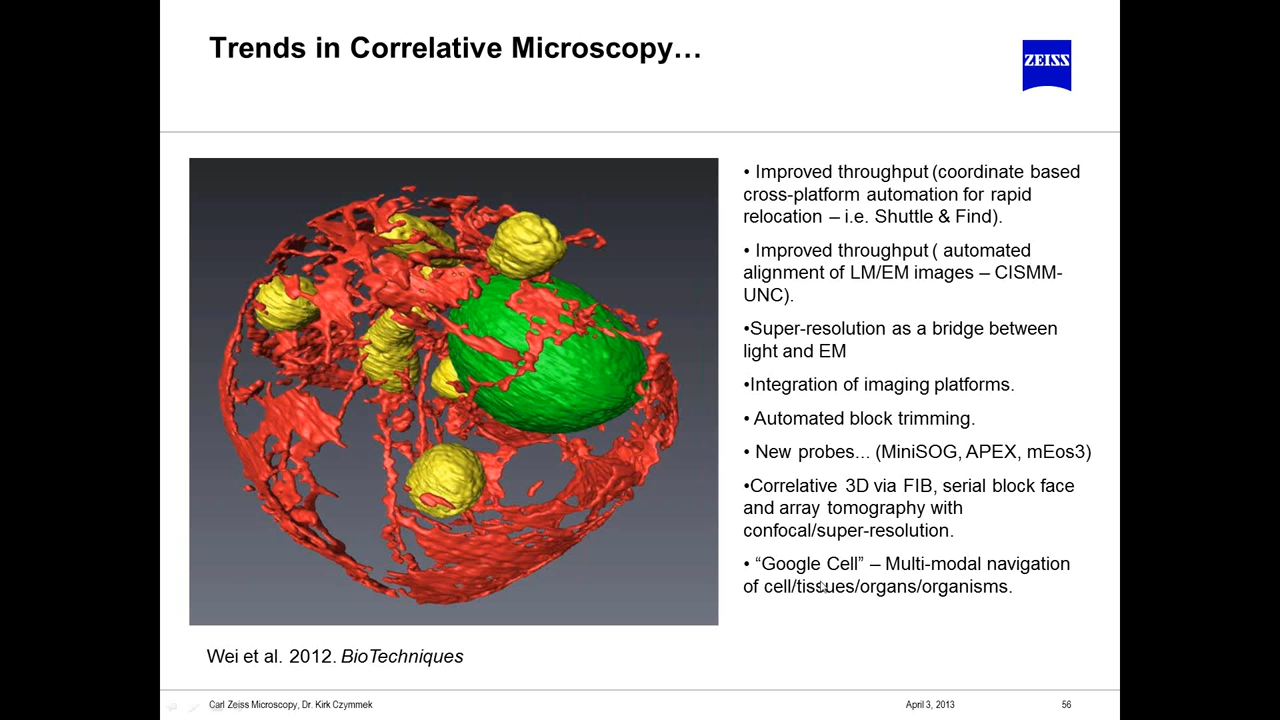 Trends in Correlative Microscopy…
ZEISS
• Improved throughput (coordinate based
cross-platform automation for rapid
relocation – i.e. Shuttle & Find).
• Improved throughput ( automated
alignment of LM/EM images – CISMM-
UNC).
•Super-resolution as a bridge between
light and EM
•Integration of imaging platforms.
• Automated block trimming.
• New probes... (MiniSOG, APEX, mEos3)
•Correlative 3D via FIB, serial block face
and array tomography with
confocal/super-resolution.
• “Google Cell” – Multi-modal navigation
of cell/tissues/organs/organisms.
Wei et al. 2012. BioTechniques
Carl Zeiss Microscopy, Dr. Kirk Czymmek
April 3, 2013
56